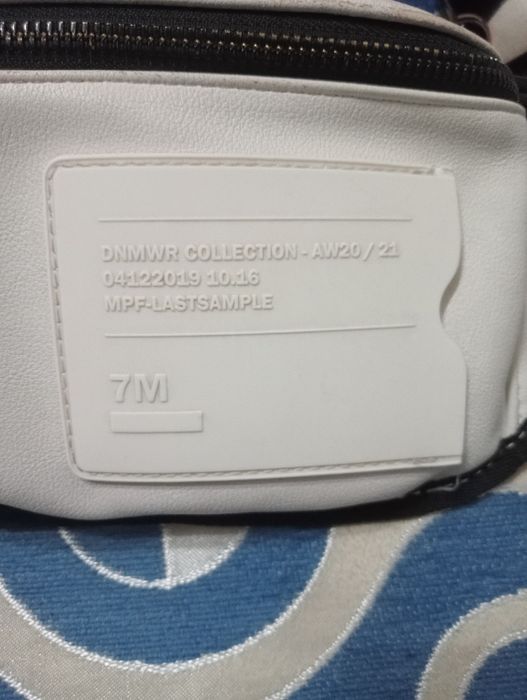 DNMWR COLLECTION - AW20 / 21
04122019 10.16
MPF-LASTSAMPLE
7M